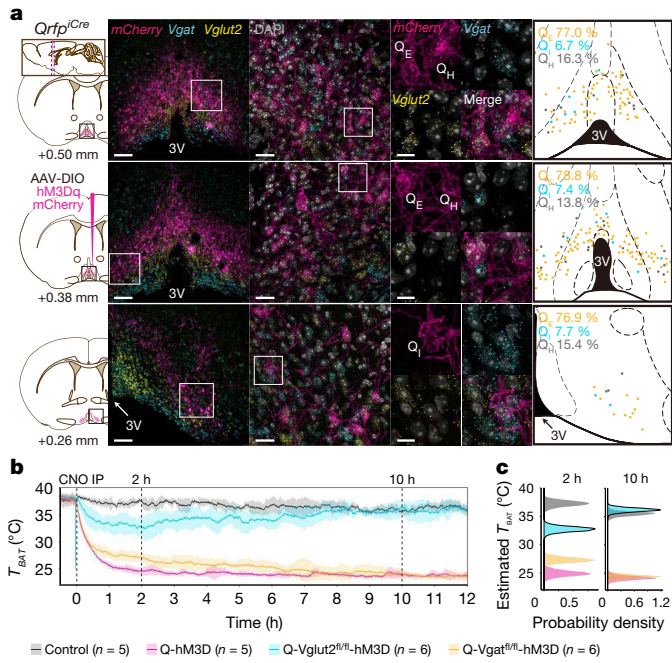 a
Qrfp^iCre
mCherry Vgat Vglut2
DAPI
mCherry
Vgat
Q_E
Q_H
Vglut2
Merge
3V
+0.50 mm
Q_E 77.0 %
Q_I 6.7 %
Q_H 16.3 %
3V
AAV-DIO
hM3Dq
mCherry
3V
+0.38 mm
Q_E
Q_H
Q_E 78.8 %
Q_I 7.4 %
Q_H 13.8 %
3V
3V
+0.26 mm
Q_I
Q_E 76.9 %
Q_I 7.7 %
Q_H 15.4 %
3V
b
CNO IP 2 h 10 h
T_BAT (°C)
40
35
30
25
0 1 2 3 4 5 6 7 8 9 10 11 12
Time (h)
c
2 h 10 h
Estimated T_BAT (°C)
40
35
30
25
0 0.8 0 0.6 1.2
Probability density
Control (n = 5) Q-hM3D (n = 5) Q-Vglut2^fl/fl-hM3D (n = 6) Q-Vgat^fl/fl-hM3D (n = 6)